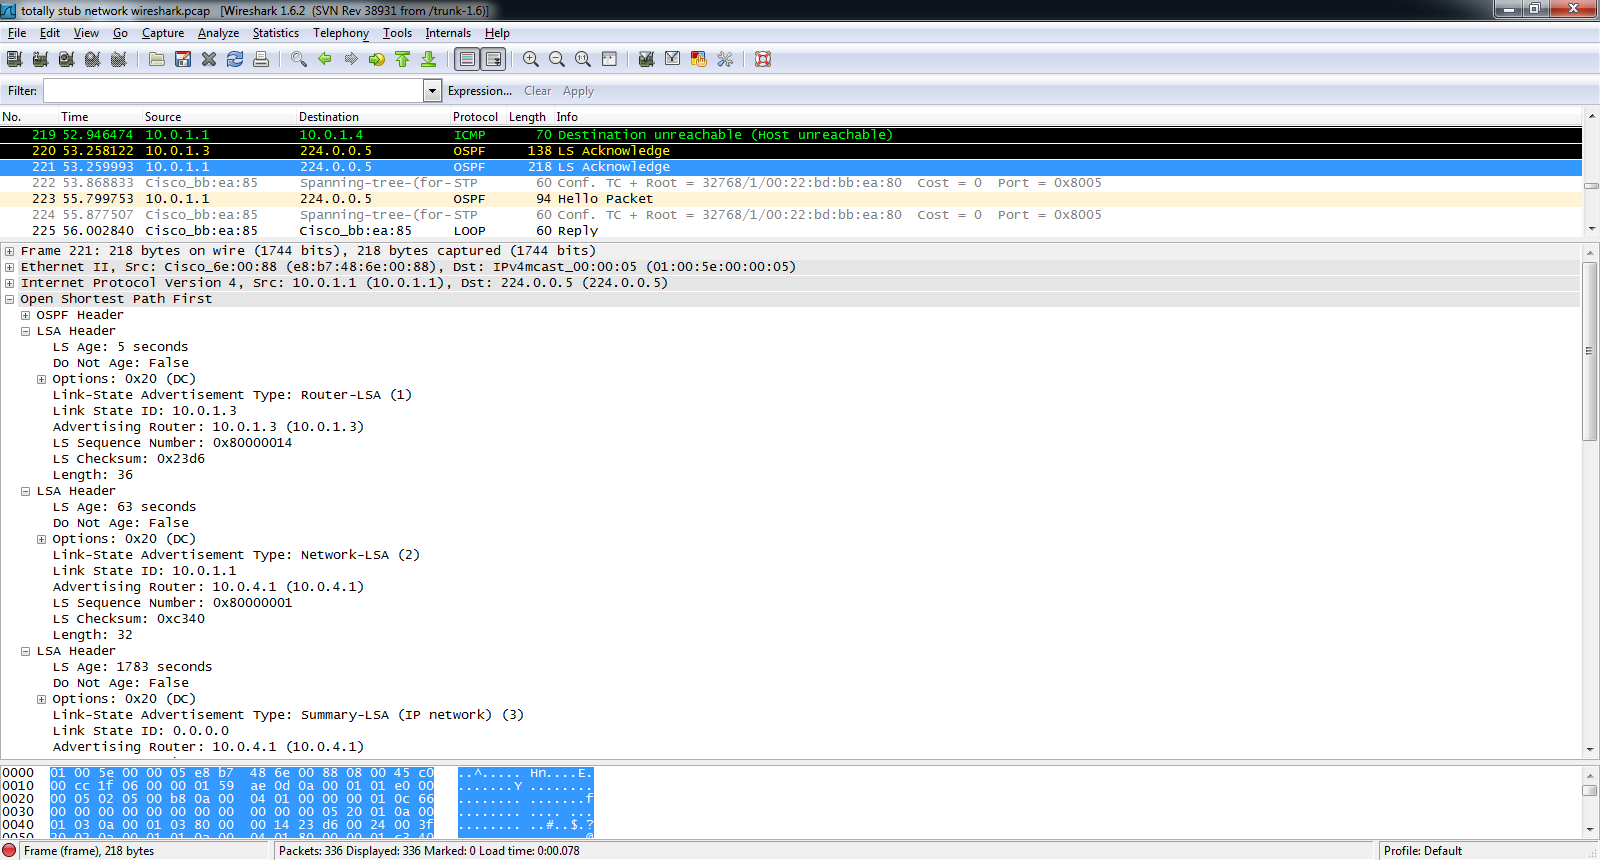 totally stub network wireshark.pcap [Wireshark 1.6.2 (SVN Rev 38931 from /trunk-1.6)]
File Edit View Go Capture Analyze Statistics Telephony Tools Internals Help
Filter: Expression... Clear Apply
No. Time Source Destination Protocol Length Info
219 52.946474 10.0.1.1 10.0.1.4 ICMP 70 Destination unreachable (Host unreachable)
220 53.258122 10.0.1.3 224.0.0.5 OSPF 138 LS Acknowledge
221 53.259993 10.0.1.1 224.0.0.5 OSPF 218 LS Acknowledge
222 53.868833 Cisco_bb:ea:85 Spanning-tree-(for- STP 60 Conf. TC + Root = 32768/1/00:22:bd:bb:ea:80 Cost = 0 Port = 0x8005
223 55.799753 10.0.1.1 224.0.0.5 OSPF 94 Hello Packet
224 55.877507 Cisco_bb:ea:85 Spanning-tree-(for- STP 60 Conf. TC + Root = 32768/1/00:22:bd:bb:ea:80 Cost = 0 Port = 0x8005
225 56.002840 Cisco_bb:ea:85 Cisco_bb:ea:85 LOOP 60 Reply
Frame 221: 218 bytes on wire (1744 bits), 218 bytes captured (1744 bits)
Ethernet II, Src: Cisco_6e:00:88 (e8:b7:48:6e:00:88), Dst: IPv4mcast_00:00:05 (01:00:5e:00:00:05)
Internet Protocol Version 4, Src: 10.0.1.1 (10.0.1.1), Dst: 224.0.0.5 (224.0.0.5)
Open Shortest Path First
OSPF Header
LSA Header
LS Age: 5 seconds
Do Not Age: False
Options: 0x20 (DC)
Link-State Advertisement Type: Router-LSA (1)
Link State ID: 10.0.1.3
Advertising Router: 10.0.1.3 (10.0.1.3)
LS Sequence Number: 0x80000014
LS Checksum: 0x23d6
Length: 36
LSA Header
LS Age: 63 seconds
Do Not Age: False
Options: 0x20 (DC)
Link-State Advertisement Type: Network-LSA (2)
Link State ID: 10.0.1.1
Advertising Router: 10.0.4.1 (10.0.4.1)
LS Sequence Number: 0x80000001
LS Checksum: 0xc340
Length: 32
LSA Header
LS Age: 1783 seconds
Do Not Age: False
Options: 0x20 (DC)
Link-State Advertisement Type: Summary-LSA (IP network) (3)
Link State ID: 0.0.0.0
Advertising Router: 10.0.4.1 (10.0.4.1)
0000 01 00 5e 00 00 05 e8 b7 48 6e 00 88 08 00 45 c0 ..^..... Hn....E.
0010 00 cc 1f 06 00 00 01 59 ae 0d 0a 00 01 01 e0 00 .......Y ........
0020 00 05 02 05 00 b8 0a 00 04 01 00 00 00 01 0c 66 ........ .......f
0030 00 00 00 00 00 00 00 00 00 00 00 05 20 01 0a 00 ........ .... ...
0040 01 03 0a 00 01 03 80 00 00 14 23 d6 00 24 00 3f ........ ..#..$.?
0050 20 02 0a 00 01 01 0a 00 04 01 80 00 00 01 c3 40
Frame (frame), 218 bytes Packets: 336 Displayed: 336 Marked: 0 Load time: 0:00.078 Profile: Default